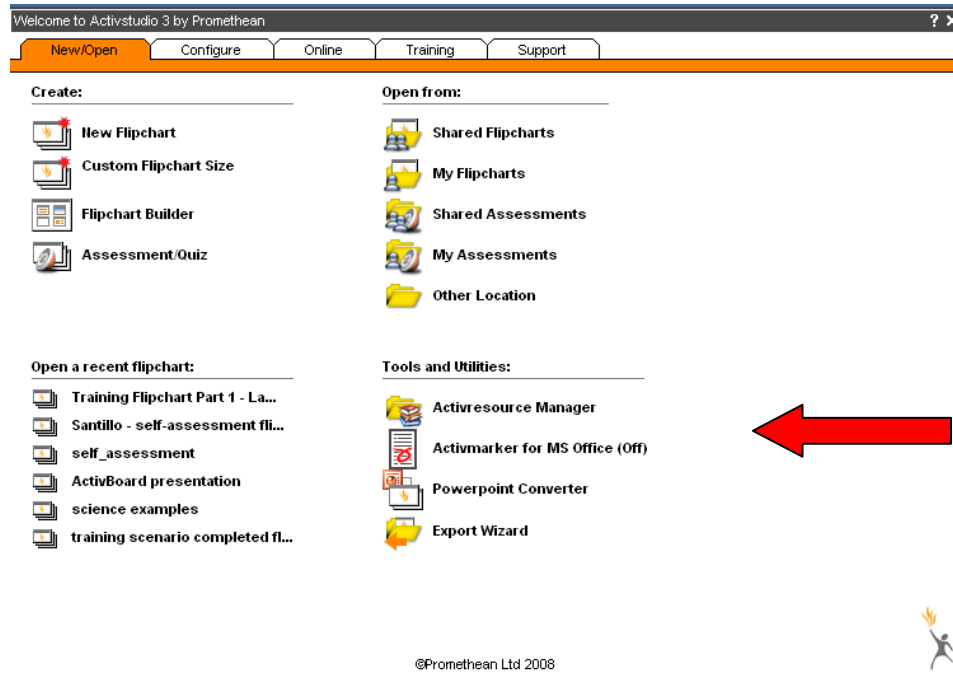 Welcome to Activstudio 3 by Promethean ? X
New/Open Configure Online Training Support
Create:
New Flipchart
Custom Flipchart Size
Flipchart Builder
Assessment/Quiz
Open from:
Shared Flipcharts
My Flipcharts
Shared Assessments
My Assessments
Other Location
Open a recent flipchart:
Training Flipchart Part 1 - La...
Santillo - self-assessment fli...
self_assessment
ActivBoard presentation
science examples
training scenario completed fl...
Tools and Utilities:
Activresource Manager
Activmarker for MS Office (Off)
Powerpoint Converter
Export Wizard
©Promethean Ltd 2008